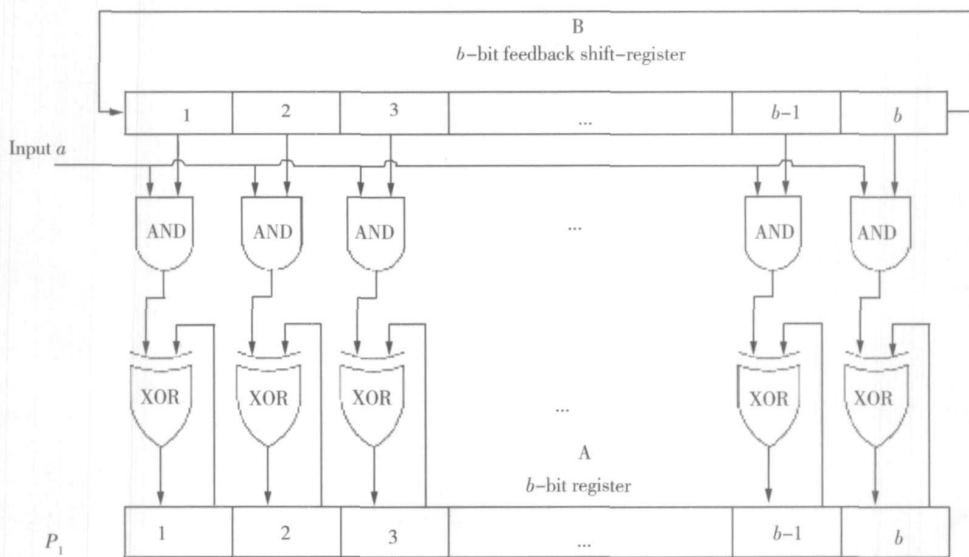 B
b-bit feedback shift-register
1 2 3 ... b-1 b
Input a
AND AND AND ... AND AND
XOR XOR XOR ... XOR XOR
A
b-bit register
P₁ 1 2 3 ... b-1 b